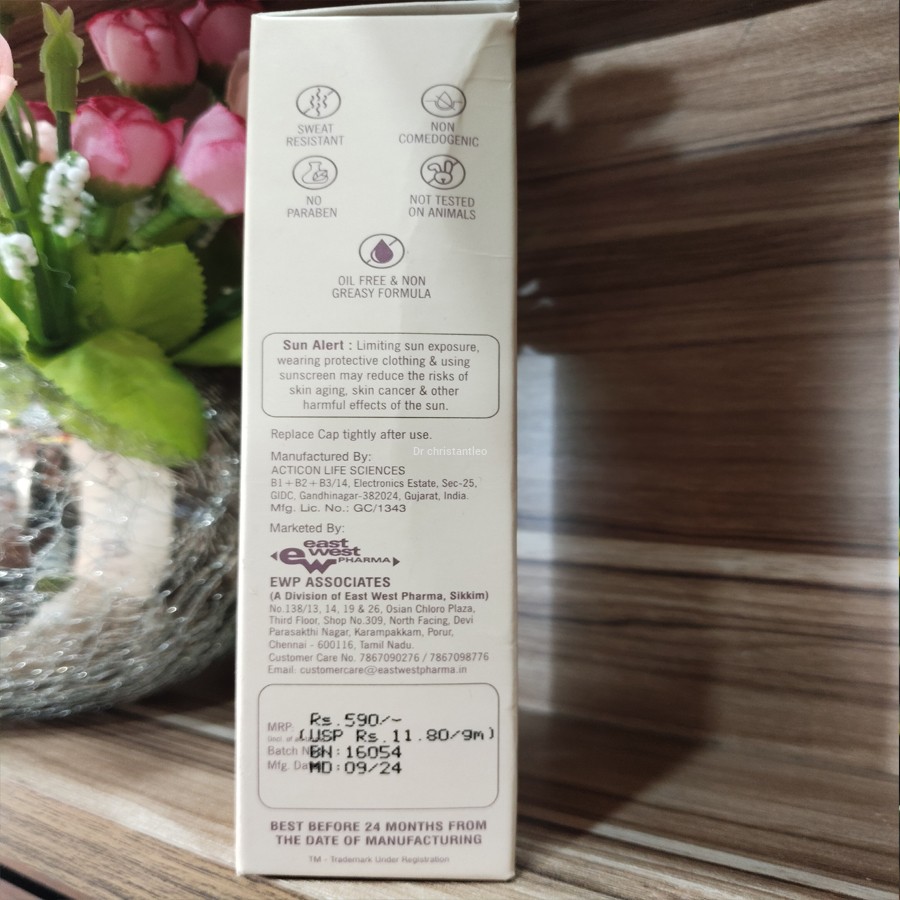 SWEAT
RESISTANT
NON
COMEDOGENIC
NO
PARABEN
NOT TESTED
ON ANIMALS
OIL FREE & NON
GREASY FORMULA
Sun Alert : Limiting sun exposure,
wearing protective clothing & using
sunscreen may reduce the risks of
skin aging, skin cancer & other
harmful effects of the sun.
Replace Cap tightly after use.
Dr christantleo
Manufactured By:
ACTICON LIFE SCIENCES
B1+B2+B3/14, Electronics Estate, Sec-25,
GIDC, Gandhinagar-382024, Gujarat, India.
Mfg. Lic. No.: GC/1343
Marketed By:
east
west
PHARMA
EWP ASSOCIATES
(A Division of East West Pharma, Sikkim)
No.138/13, 14, 19 & 26, Osian Chloro Plaza,
Third Floor, Shop No.309, North Facing, Devi
Parasakthi Nagar, Karampakkam, Porur,
Chennai - 600116, Tamil Nadu.
Customer Care No. 7867090276 / 7867098776
Email: customercare@eastwestpharma.in
MRP. Rs.590/-
(USP Rs.11.80/gm)
Batch BN:16054
Mfg. MD:09/24
BEST BEFORE 24 MONTHS FROM
THE DATE OF MANUFACTURING
TM - Trademark Under Registration